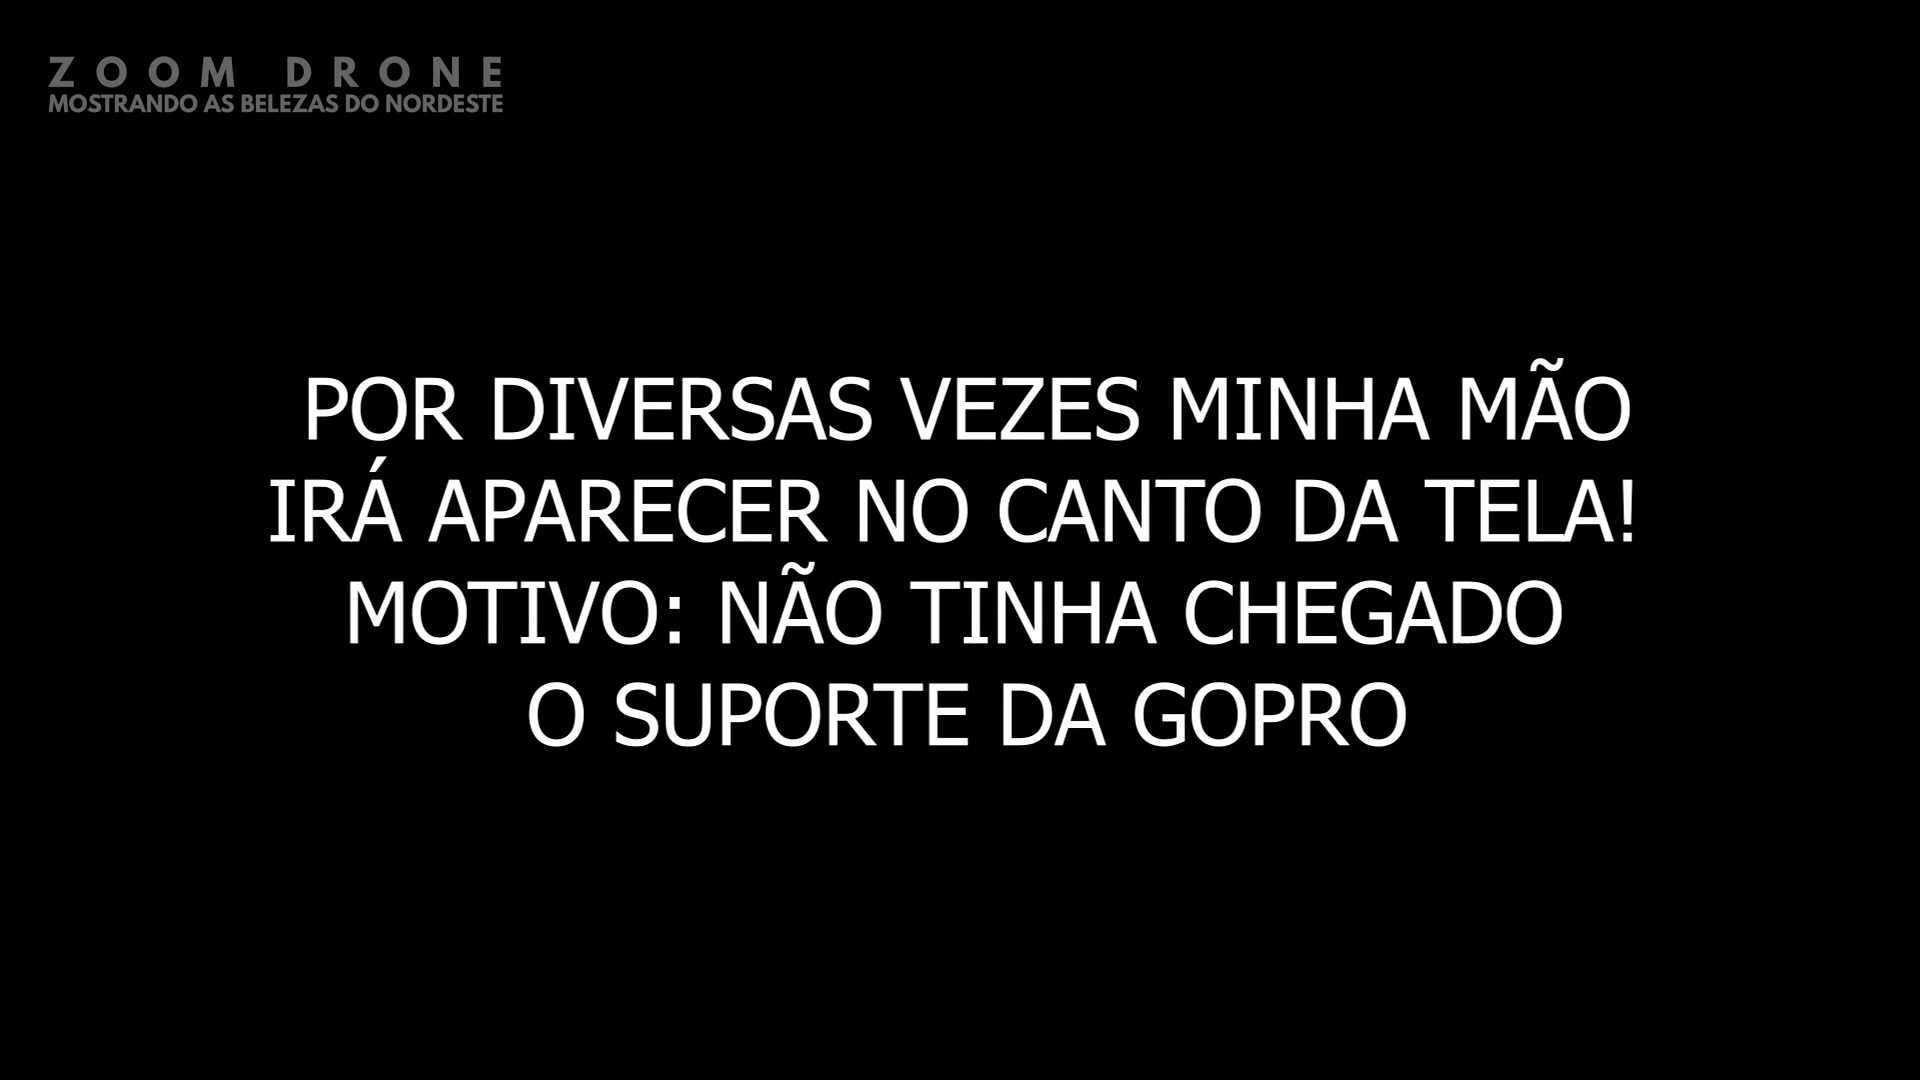 ZOOM DRONE
MOSTRANDO AS BELEZAS DO NORDESTE
POR DIVERSAS VEZES MINHA MÃO
IRÁ APARECER NO CANTO DA TELA!
MOTIVO: NÃO TINHA CHEGADO
O SUPORTE DA GOPRO